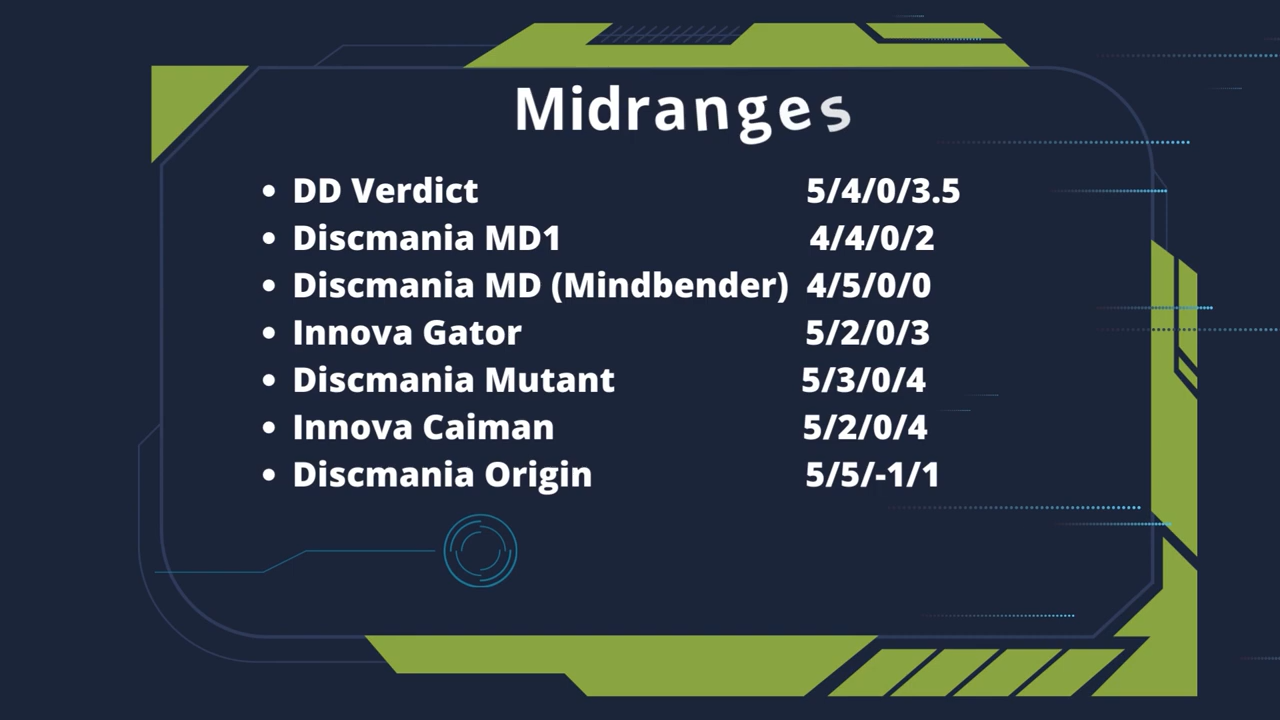 Midranges
• DD Verdict 5/4/0/3.5
• Discmania MD1 4/4/0/2
• Discmania MD (Mindbender) 4/5/0/0
• Innova Gator 5/2/0/3
• Discmania Mutant 5/3/0/4
• Innova Caiman 5/2/0/4
• Discmania Origin 5/5/-1/1